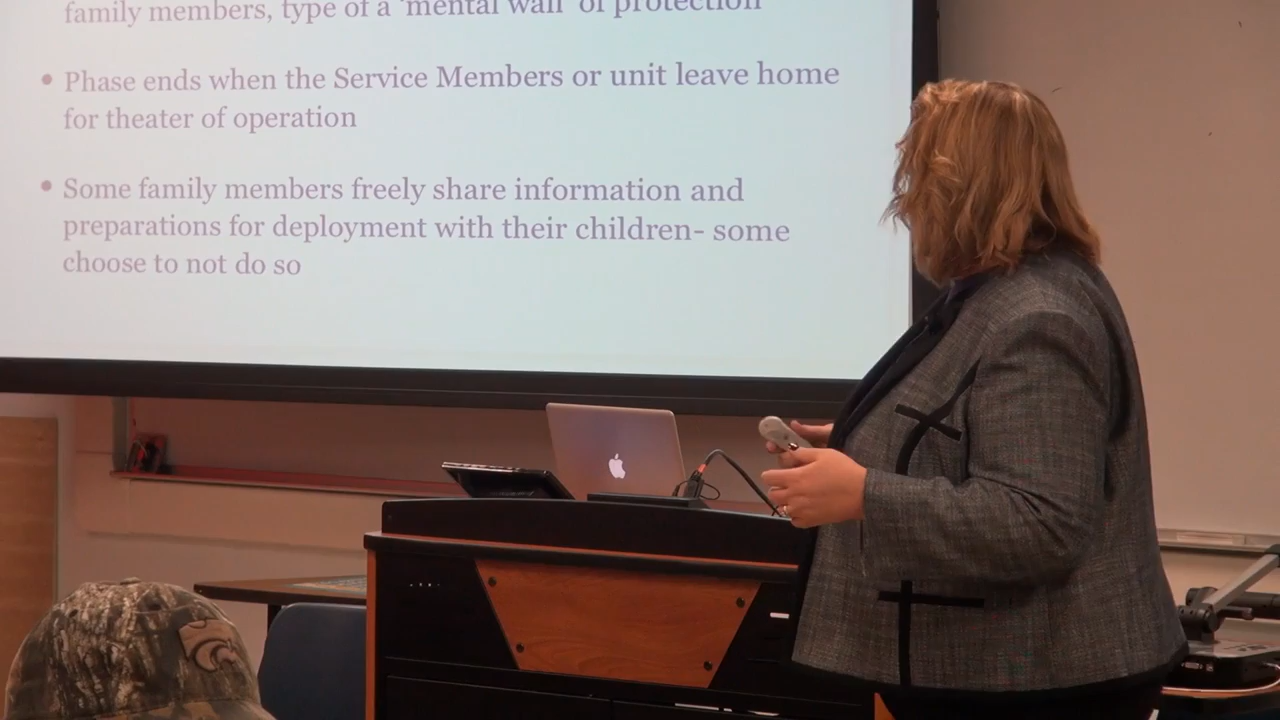 family members, type of a 'mental wall' of protection
• Phase ends when the Service Members or unit leave home
for theater of operation
• Some family members freely share information and
preparations for deployment with their children- some
choose to not do so